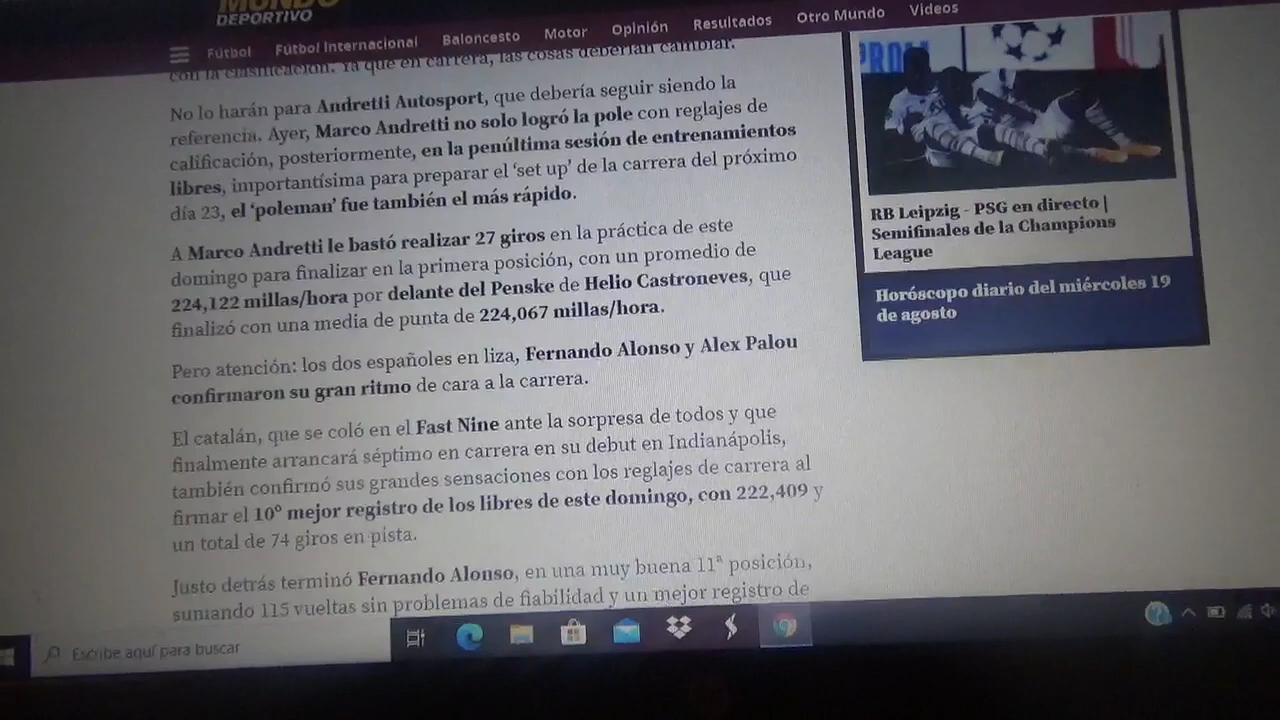 MUNDO
DEPORTIVO
Fútbol Fútbol Internacional Baloncesto Motor Opinión Resultados Otro Mundo Videos
con la clasificación. Ya que en carrera, las cosas deberían cambiar.
No lo harán para Andretti Autosport, que debería seguir siendo la
referencia. Ayer, Marco Andretti no solo logró la pole con reglajes de
calificación, posteriormente, en la penúltima sesión de entrenamientos
libres, importantísima para preparar el ‘set up’ de la carrera del próximo
día 23, el ‘poleman’ fue también el más rápido.
A Marco Andretti le bastó realizar 27 giros en la práctica de este
domingo para finalizar en la primera posición, con un promedio de
224,122 millas/hora por delante del Penske de Helio Castroneves, que
finalizó con una media de punta de 224,067 millas/hora.
Pero atención: los dos españoles en liza, Fernando Alonso y Alex Palou
confirmaron su gran ritmo de cara a la carrera.
El catalán, que se coló en el Fast Nine ante la sorpresa de todos y que
finalmente arrancará séptimo en carrera en su debut en Indianápolis,
también confirmó sus grandes sensaciones con los reglajes de carrera al
firmar el 10º mejor registro de los libres de este domingo, con 222,409 y
un total de 74 giros en pista.
Justo detrás terminó Fernando Alonso, en una muy buena 11ª posición,
sumando 115 vueltas sin problemas de fiabilidad y un mejor registro de
RB Leipzig - PSG en directo |
Semifinales de la Champions
League
Horóscopo diario del miércoles 19
de agosto
Escribe aquí para buscar